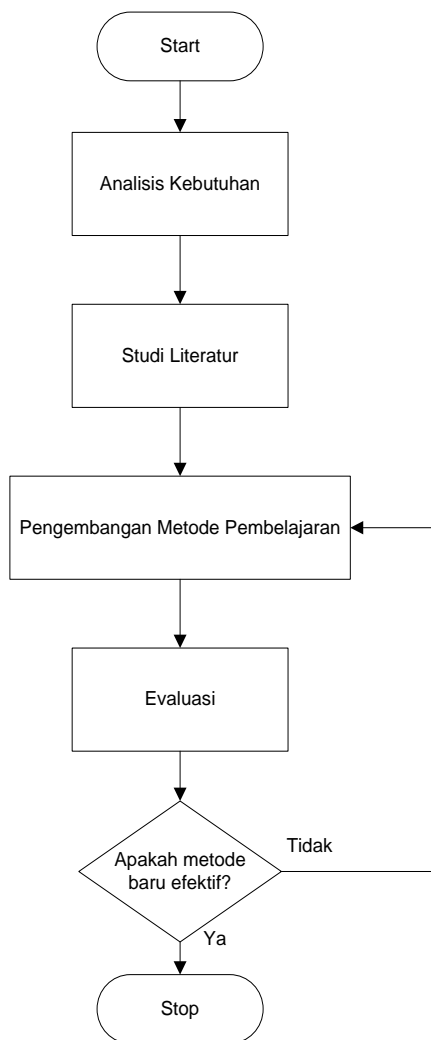 Start
Analisis Kebutuhan
Studi Literatur
Pengembangan Metode Pembelajaran
Evaluasi
Apakah metode
baru efektif?
Tidak
Ya
Stop